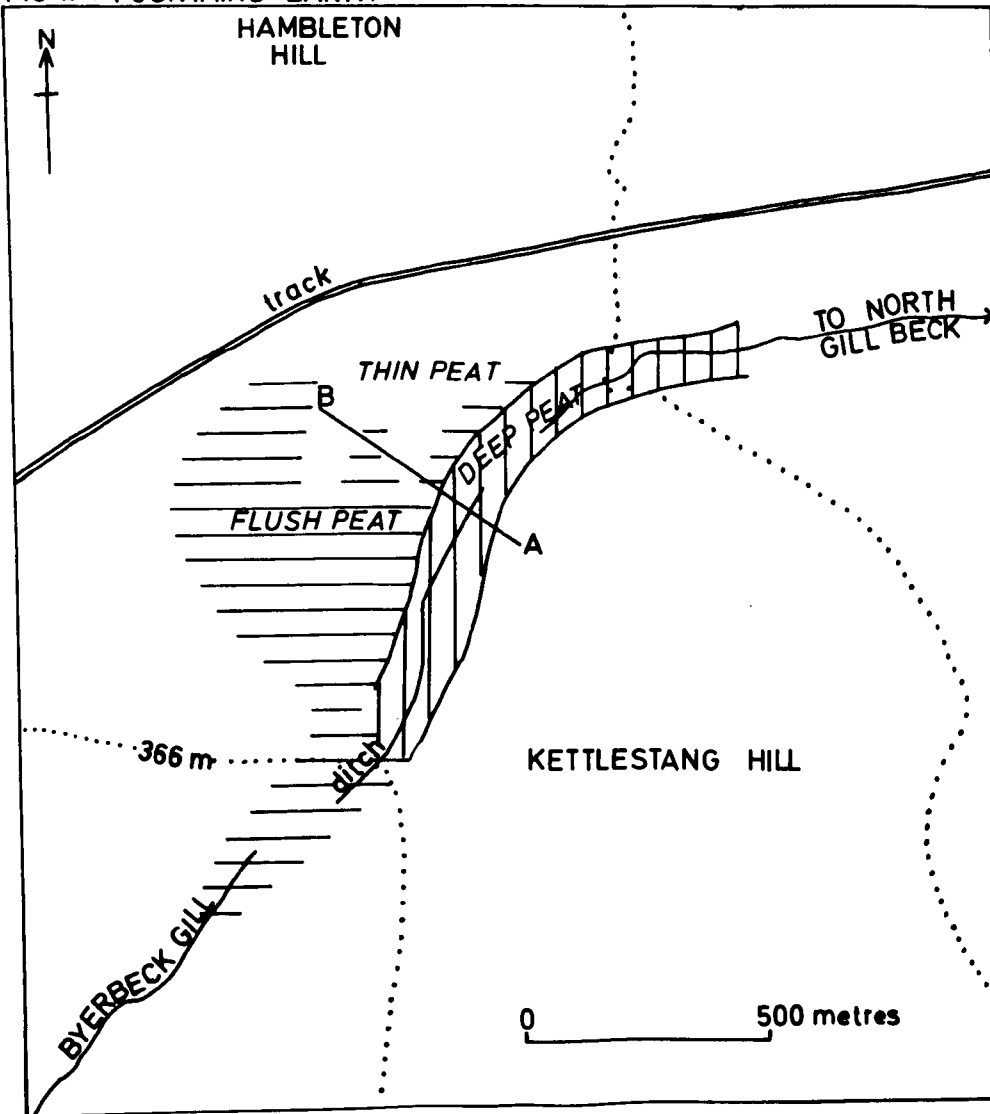 HAMBLETON
HILL
N
track
TO NORTH
GILL BECK
THIN PEAT
B
DEEP PEAT
FLUSH PEAT
A
366 m
ditch
KETTLESTANG HILL
BYERBECK GILL
0
500 metres